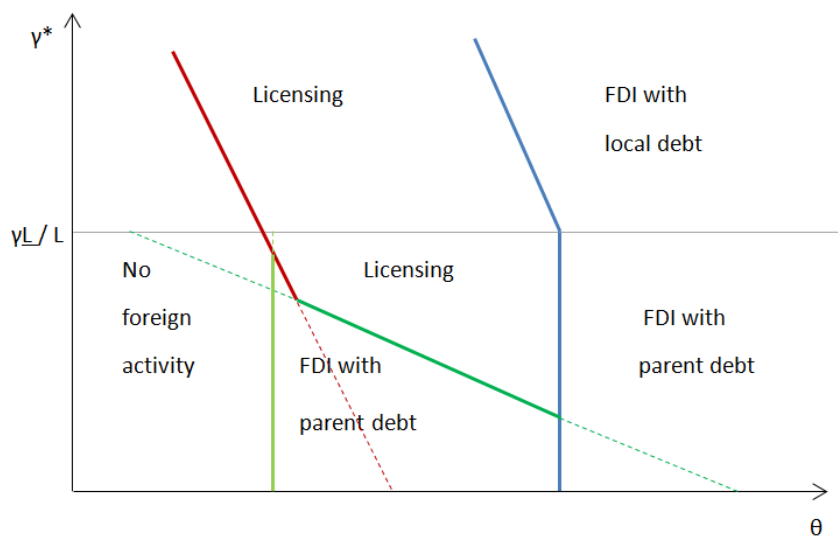 γ*
Licensing
FDI with
local debt
γL / L
No
foreign
activity
Licensing
FDI with
parent debt
FDI with
parent debt
θ